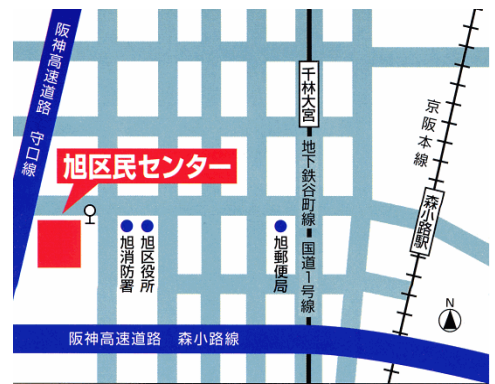 阪神高速道路 守口線
千林大宮
京阪本線
旭区民センター
地下鉄谷町線
国道1号線
森小路駅
旭消防署
旭区役所
旭郵便局
N
阪神高速道路 森小路線